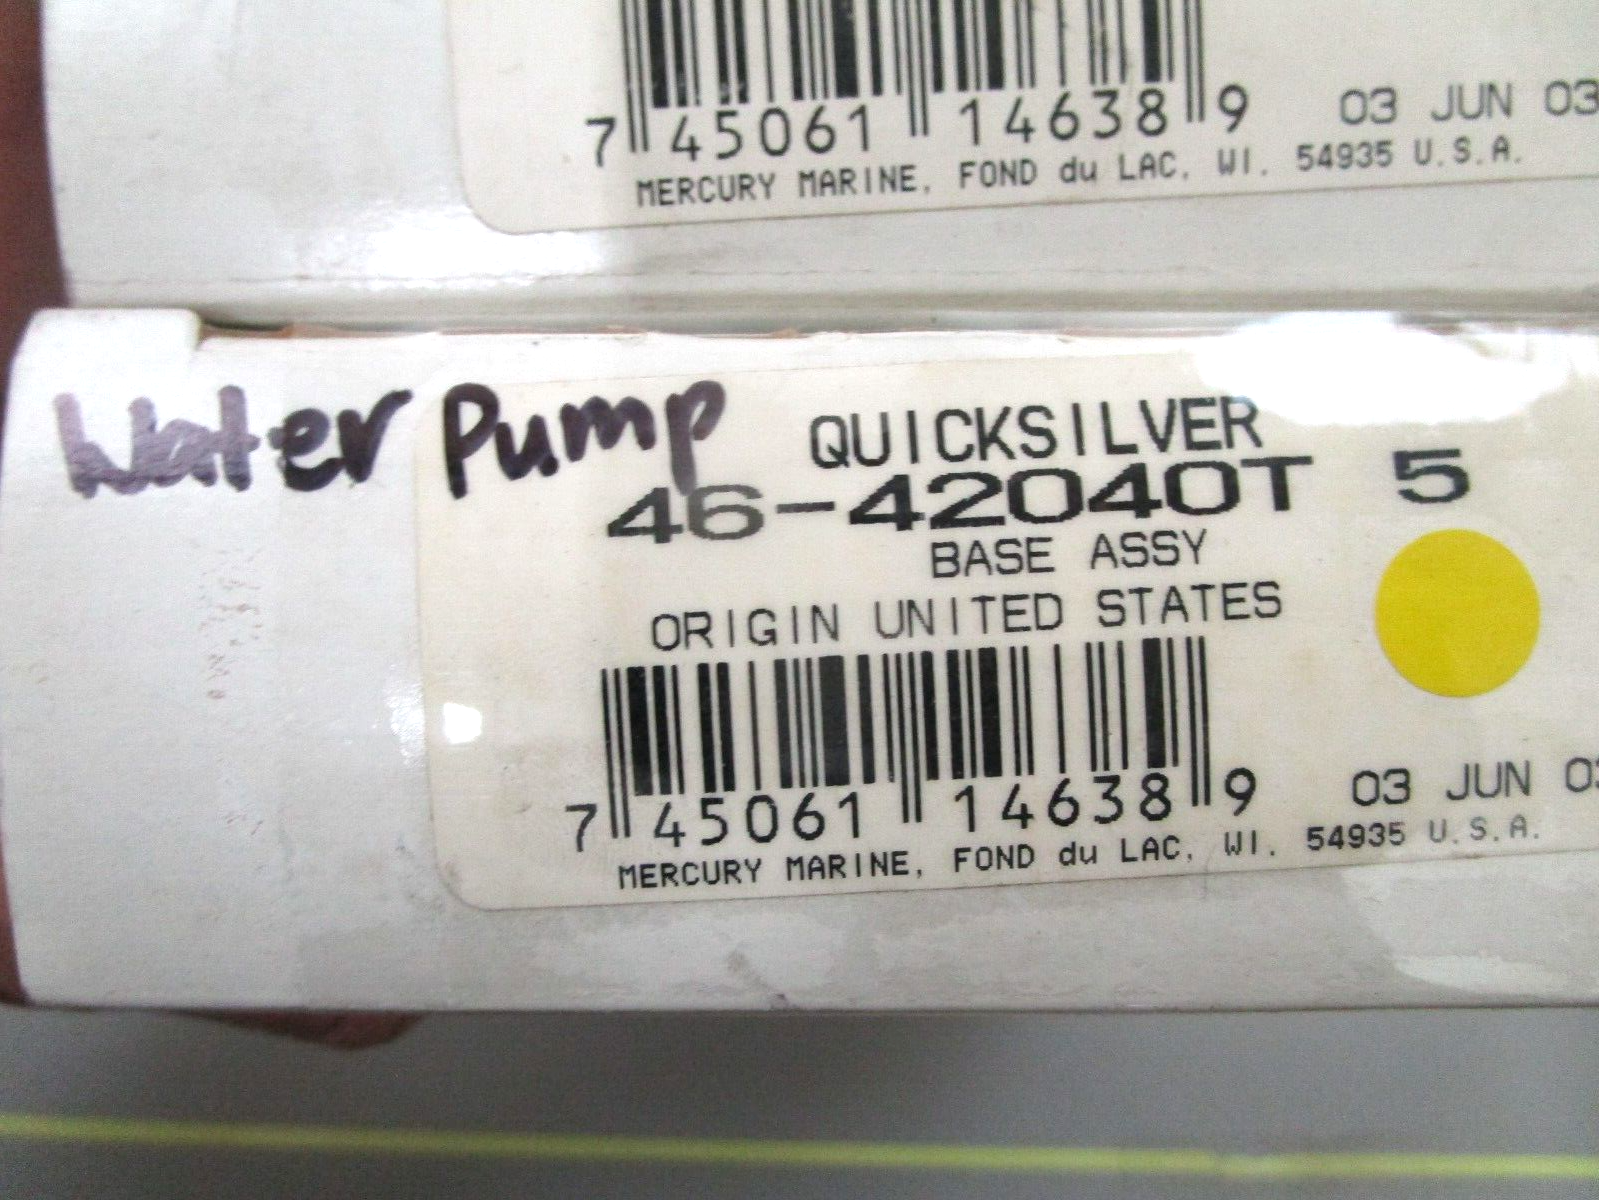 7 45061 14638 9 03 JUN 03
MERCURY MARINE, FOND du LAC, WI. 54935 U.S.A.
Water Pump
QUICKSILVER
46-42040T 5
BASE ASSY
ORIGIN UNITED STATES
7 45061 14638 9 03 JUN 03
MERCURY MARINE, FOND du LAC, WI. 54935 U.S.A.